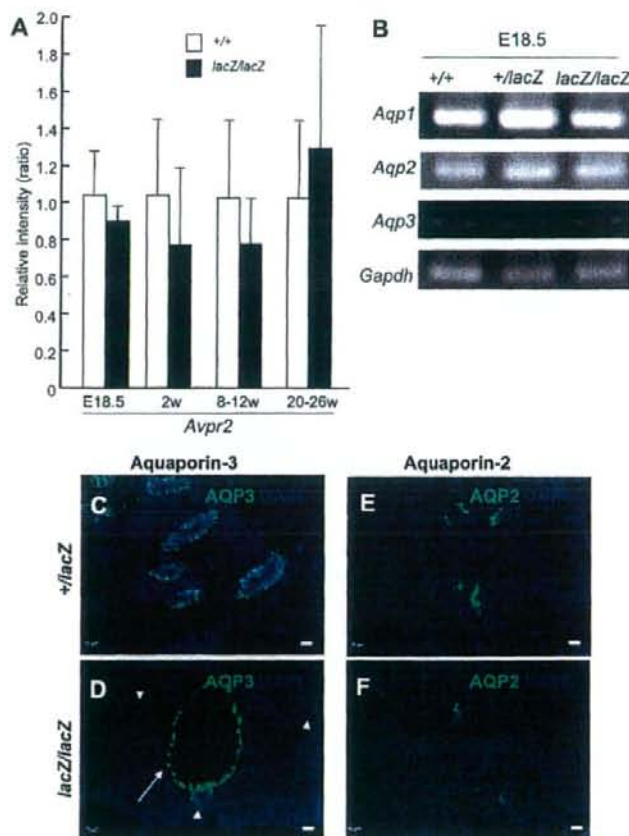 A
+/+
lacZ/lacZ
Relative intensity (ratio)
2.0
1.8
1.6
1.4
1.2
1.0
0.8
0.6
0.4
0.2
0
E18.5 2w 8-12w 20-26w
Avpr2
B
E18.5
+/+ +/lacZ lacZ/lacZ
Aqp1
Aqp2
Aqp3
Gapdh
Aquaporin-3 Aquaporin-2
+/lacZ
C AQP3
E AQP2
lacZ/lacZ
D AQP3
F AQP2